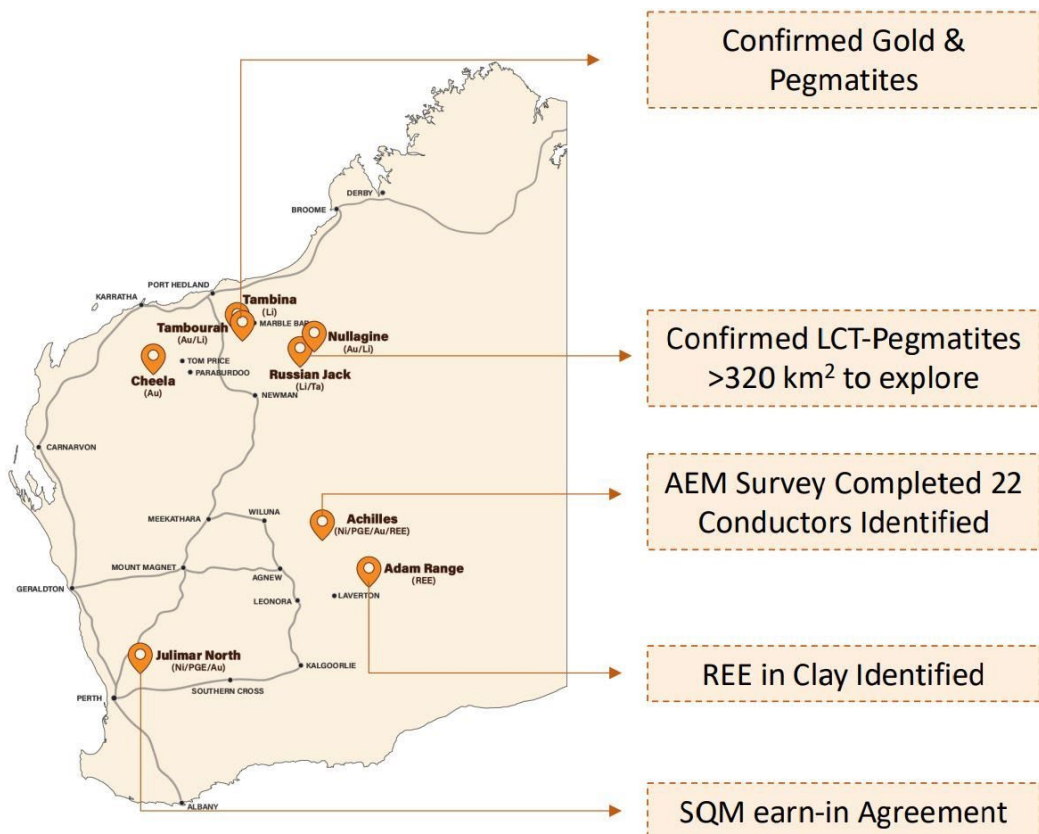 Confirmed Gold &
Pegmatites
DERBY
BROOME
PORT HEDLAND
KARRATHA
Tambina
(Li)
MARBLE BAR
Tambourah
(Au/Li)
Nullagine
(Au/Li)
TOM PRICE
PARABURDOO
Cheela
(Au)
Russian Jack
(Li/Ta)
NEWMAN
Confirmed LCT-Pegmatites
>320 km² to explore
CARNARVON
MEEKATHARA
WILUNA
Achilles
(Ni/PGE/Au/REE)
AEM Survey Completed 22
Conductors Identified
MOUNT MAGNET
AGNEW
Adam Range
(REE)
GERALDTON
LEONORA
LAVERTON
Julimar North
(Ni/PGE/Au)
KALGOORLIE
SOUTHERN CROSS
PERTH
REE in Clay Identified
ALBANY
SQM earn-in Agreement